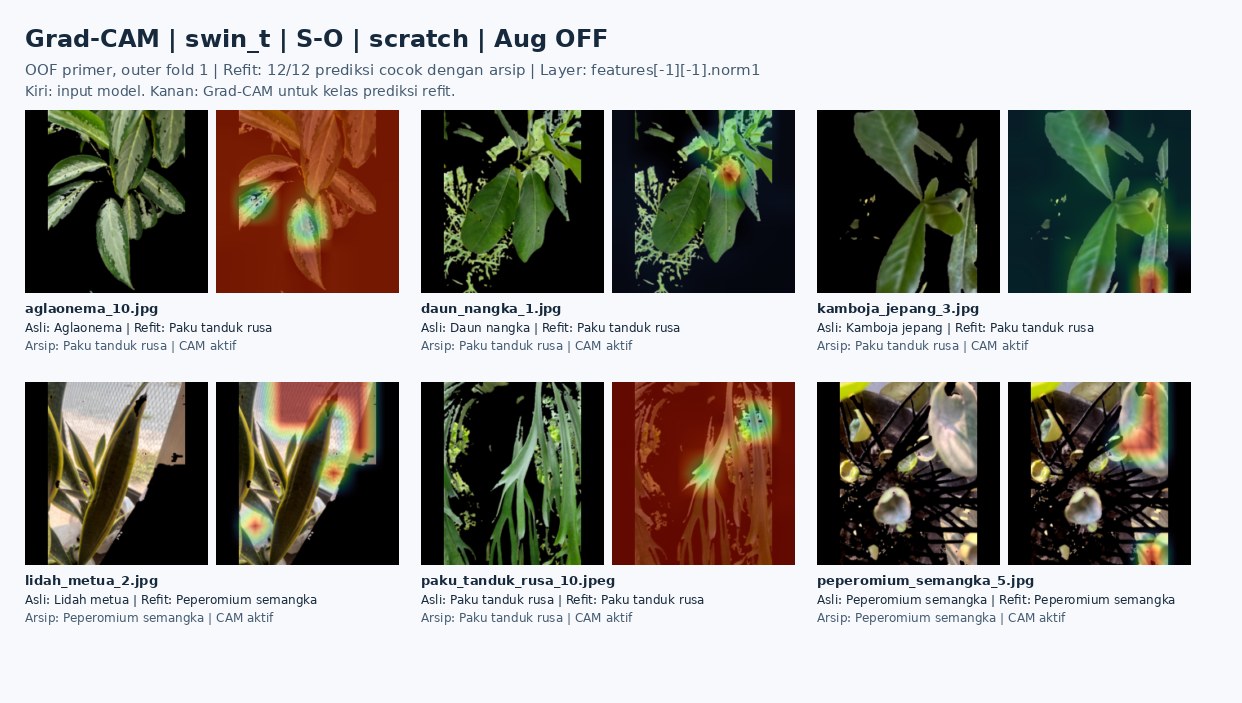 Grad-CAM | swin_t | S-O | scratch | Aug OFF
OOF primer, outer fold 1 | Refit: 12/12 prediksi cocok dengan arsip | Layer: features[-1][-1].norm1
Kiri: input model. Kanan: Grad-CAM untuk kelas prediksi refit.
aglaonema_10.jpg
Asli: Aglaonema | Refit: Paku tanduk rusa
Arsip: Paku tanduk rusa | CAM aktif
daun_nangka_1.jpg
Asli: Daun nangka | Refit: Paku tanduk rusa
Arsip: Paku tanduk rusa | CAM aktif
kamboja_jepang_3.jpg
Asli: Kamboja jepang | Refit: Paku tanduk rusa
Arsip: Paku tanduk rusa | CAM aktif
lidah_metua_2.jpg
Asli: Lidah metua | Refit: Peperomium semangka
Arsip: Peperomium semangka | CAM aktif
paku_tanduk_rusa_10.jpeg
Asli: Paku tanduk rusa | Refit: Paku tanduk rusa
Arsip: Paku tanduk rusa | CAM aktif
peperomium_semangka_5.jpg
Asli: Peperomium semangka | Refit: Peperomium semangka
Arsip: Peperomium semangka | CAM aktif